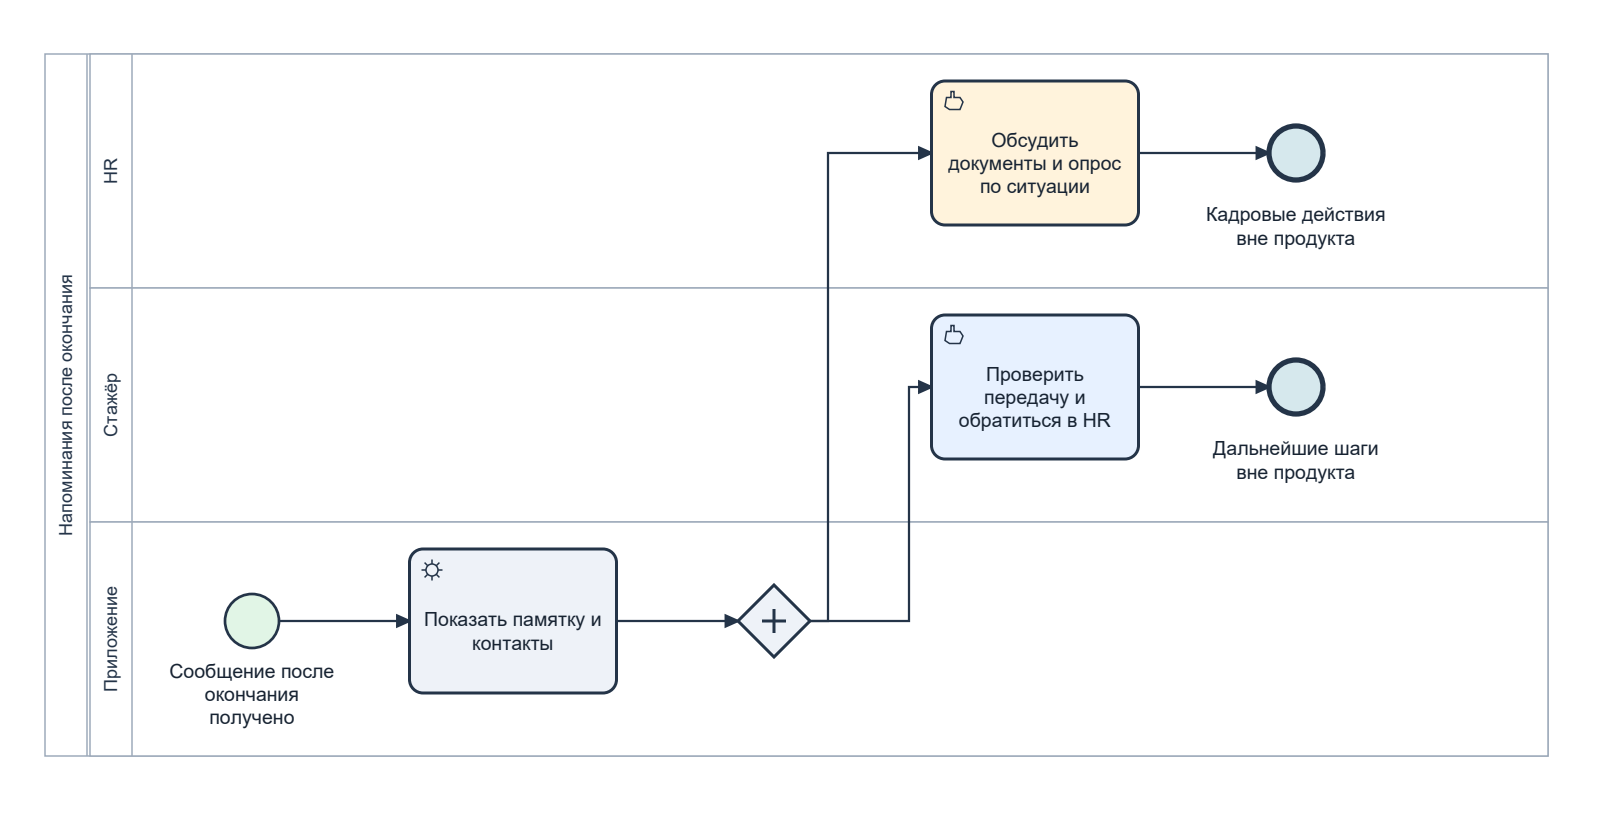 Напоминания после окончания
HR
Обсудить
документы и опрос
по ситуации
Кадровые действия
вне продукта
Стажёр
Проверить
передачу и
обратиться в HR
Дальнейшие шаги
вне продукта
Приложение
Сообщение после
окончания
получено
Показать памятку и
контакты